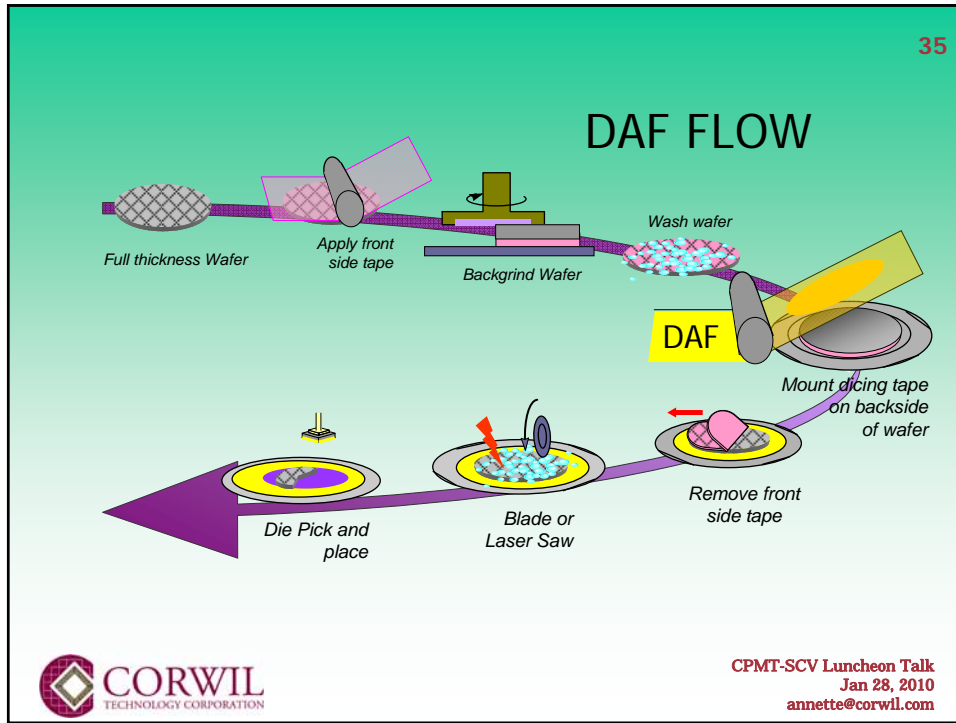 35
DAF FLOW
Full thickness Wafer
Apply front
side tape
Backgrind Wafer
Wash wafer
DAF
Mount dicing tape
on backside
of wafer
Remove front
side tape
Blade or
Laser Saw
Die Pick and
place
CORWIL
TECHNOLOGY CORPORATION
CPMT-SCV Luncheon Talk
Jan 28, 2010
annette@corwil.com